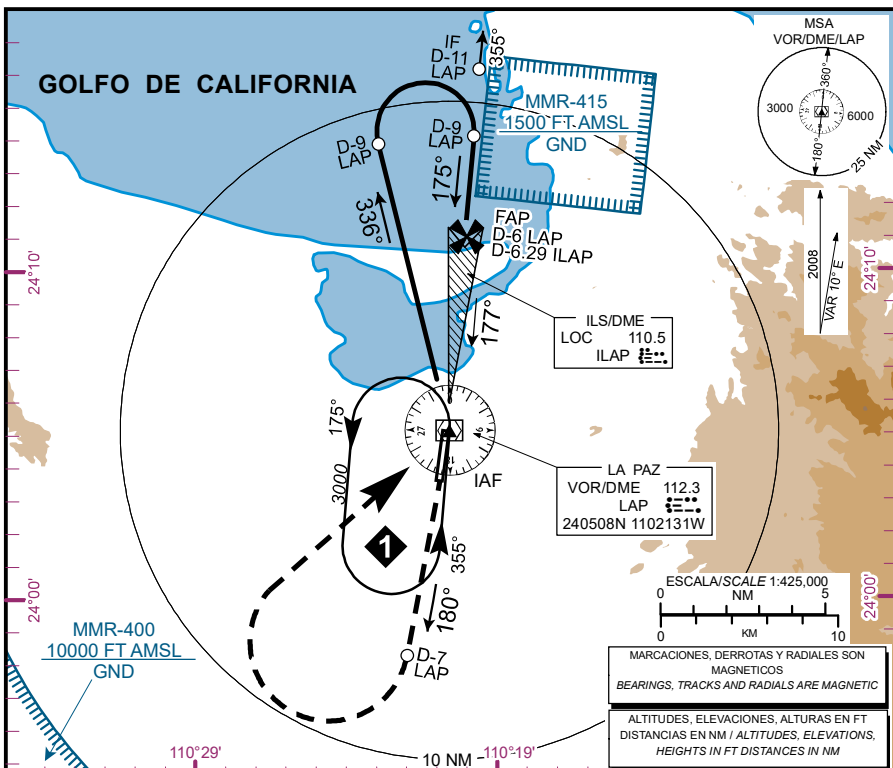 IF
D-11
LAP
355°
GOLFO DE CALIFORNIA
MMR-415
1500 FT AMSL
GND
MSA
VOR/DME/LAP
360°
3000
6000
180°
25 NM
D-9
LAP
D-9
LAP
175°
336°
FAP
D-6 LAP
D-6.29 ILAP
2008
VAR 10° E
24°10'
24°10'
177°
ILS/DME
LOC 110.5
ILAP
175°
3000
27
18
IAF
LA PAZ
VOR/DME 112.3
LAP
240508N 1102131W
1
355°
180°
24°00'
24°00'
ESCALA/SCALE 1:425,000
0 NM 5
0 KM 10
MMR-400
10000 FT AMSL
GND
D-7
LAP
MARCACIONES, DERROTAS Y RADIALES SON
MAGNETICOS
BEARINGS, TRACKS AND RADIALS ARE MAGNETIC
ALTITUDES, ELEVACIONES, ALTURAS EN FT
DISTANCIAS EN NM / ALTITUDES, ELEVATIONS,
HEIGHTS IN FT DISTANCES IN NM
110°29'
10 NM
110°19'